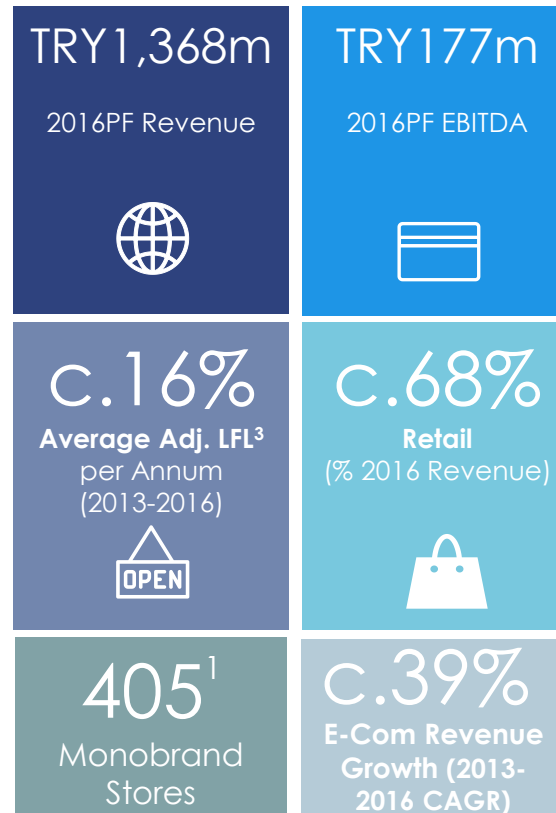 TRY1,368m
2016PF Revenue
TRY177m
2016PF EBITDA
c.16%
Average Adj. LFL3
per Annum
(2013-2016)
OPEN
c.68%
Retail
(% 2016 Revenue)
4051
Monobrand
Stores
c.39%
E-Com Revenue
Growth (2013-
2016 CAGR)